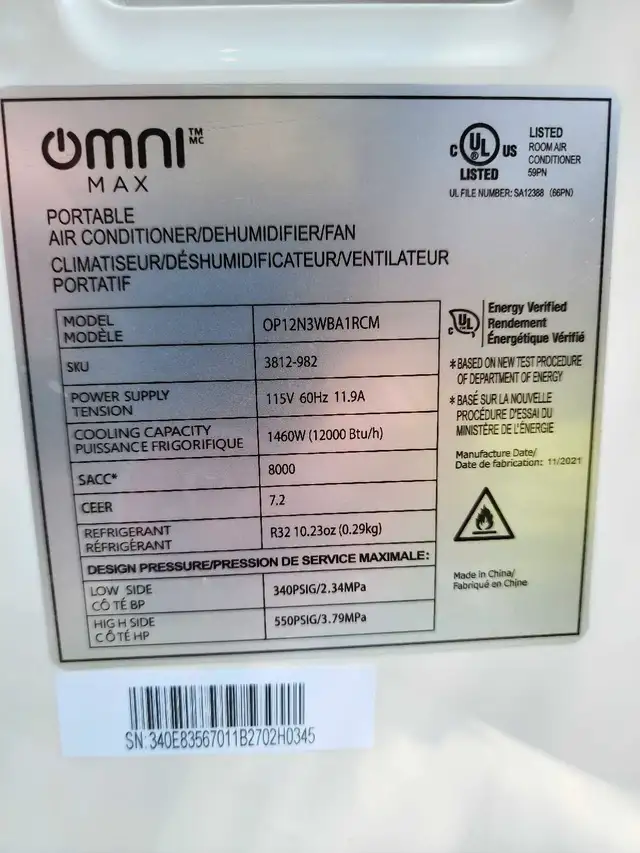 OMNI™ MC
MAX
PORTABLE
AIR CONDITIONER/DEHUMIDIFIER/FAN
CLIMATISEUR/DÉSHUMIDIFICATEUR/VENTILATEUR
PORTATIF
C UL® US
LISTED
LISTED
ROOM AIR
CONDITIONER
59PN
UL FILE NUMBER: SA12388 (66PN)
MODEL
MODÈLE
OP12N3WBA1RCM
SKU
3812-982
POWER SUPPLY
TENSION
115V 60Hz 11.9A
COOLING CAPACITY
PUISSANCE FRIGORIFIQUE
1460W (12000 Btu/h)
SACC*
8000
CEER
7.2
REFRIGERANT
RÉFRIGÉRANT
R32 10.23oz (0.29kg)
DESIGN PRESSURE/PRESSION DE SERVICE MAXIMALE:
LOW SIDE
CÔTÉ BP
340PSIG/2.34MPa
HIGH SIDE
CÔTÉ HP
550PSIG/3.79MPa
C UL
Energy Verified
Rendement
Énergétique Vérifié
*BASED ON NEW TEST PROCEDURE
OF DEPARTMENT OF ENERGY
*BASÉ SUR LA NOUVELLE
PROCÉDURE D'ESSAI DU
MINISTÈRE DE L'ÉNERGIE
Manufacture Date/
Date de fabrication: 11/2021
Made in China/
Fabriqué en Chine
SN:340E83567011B2702H0345